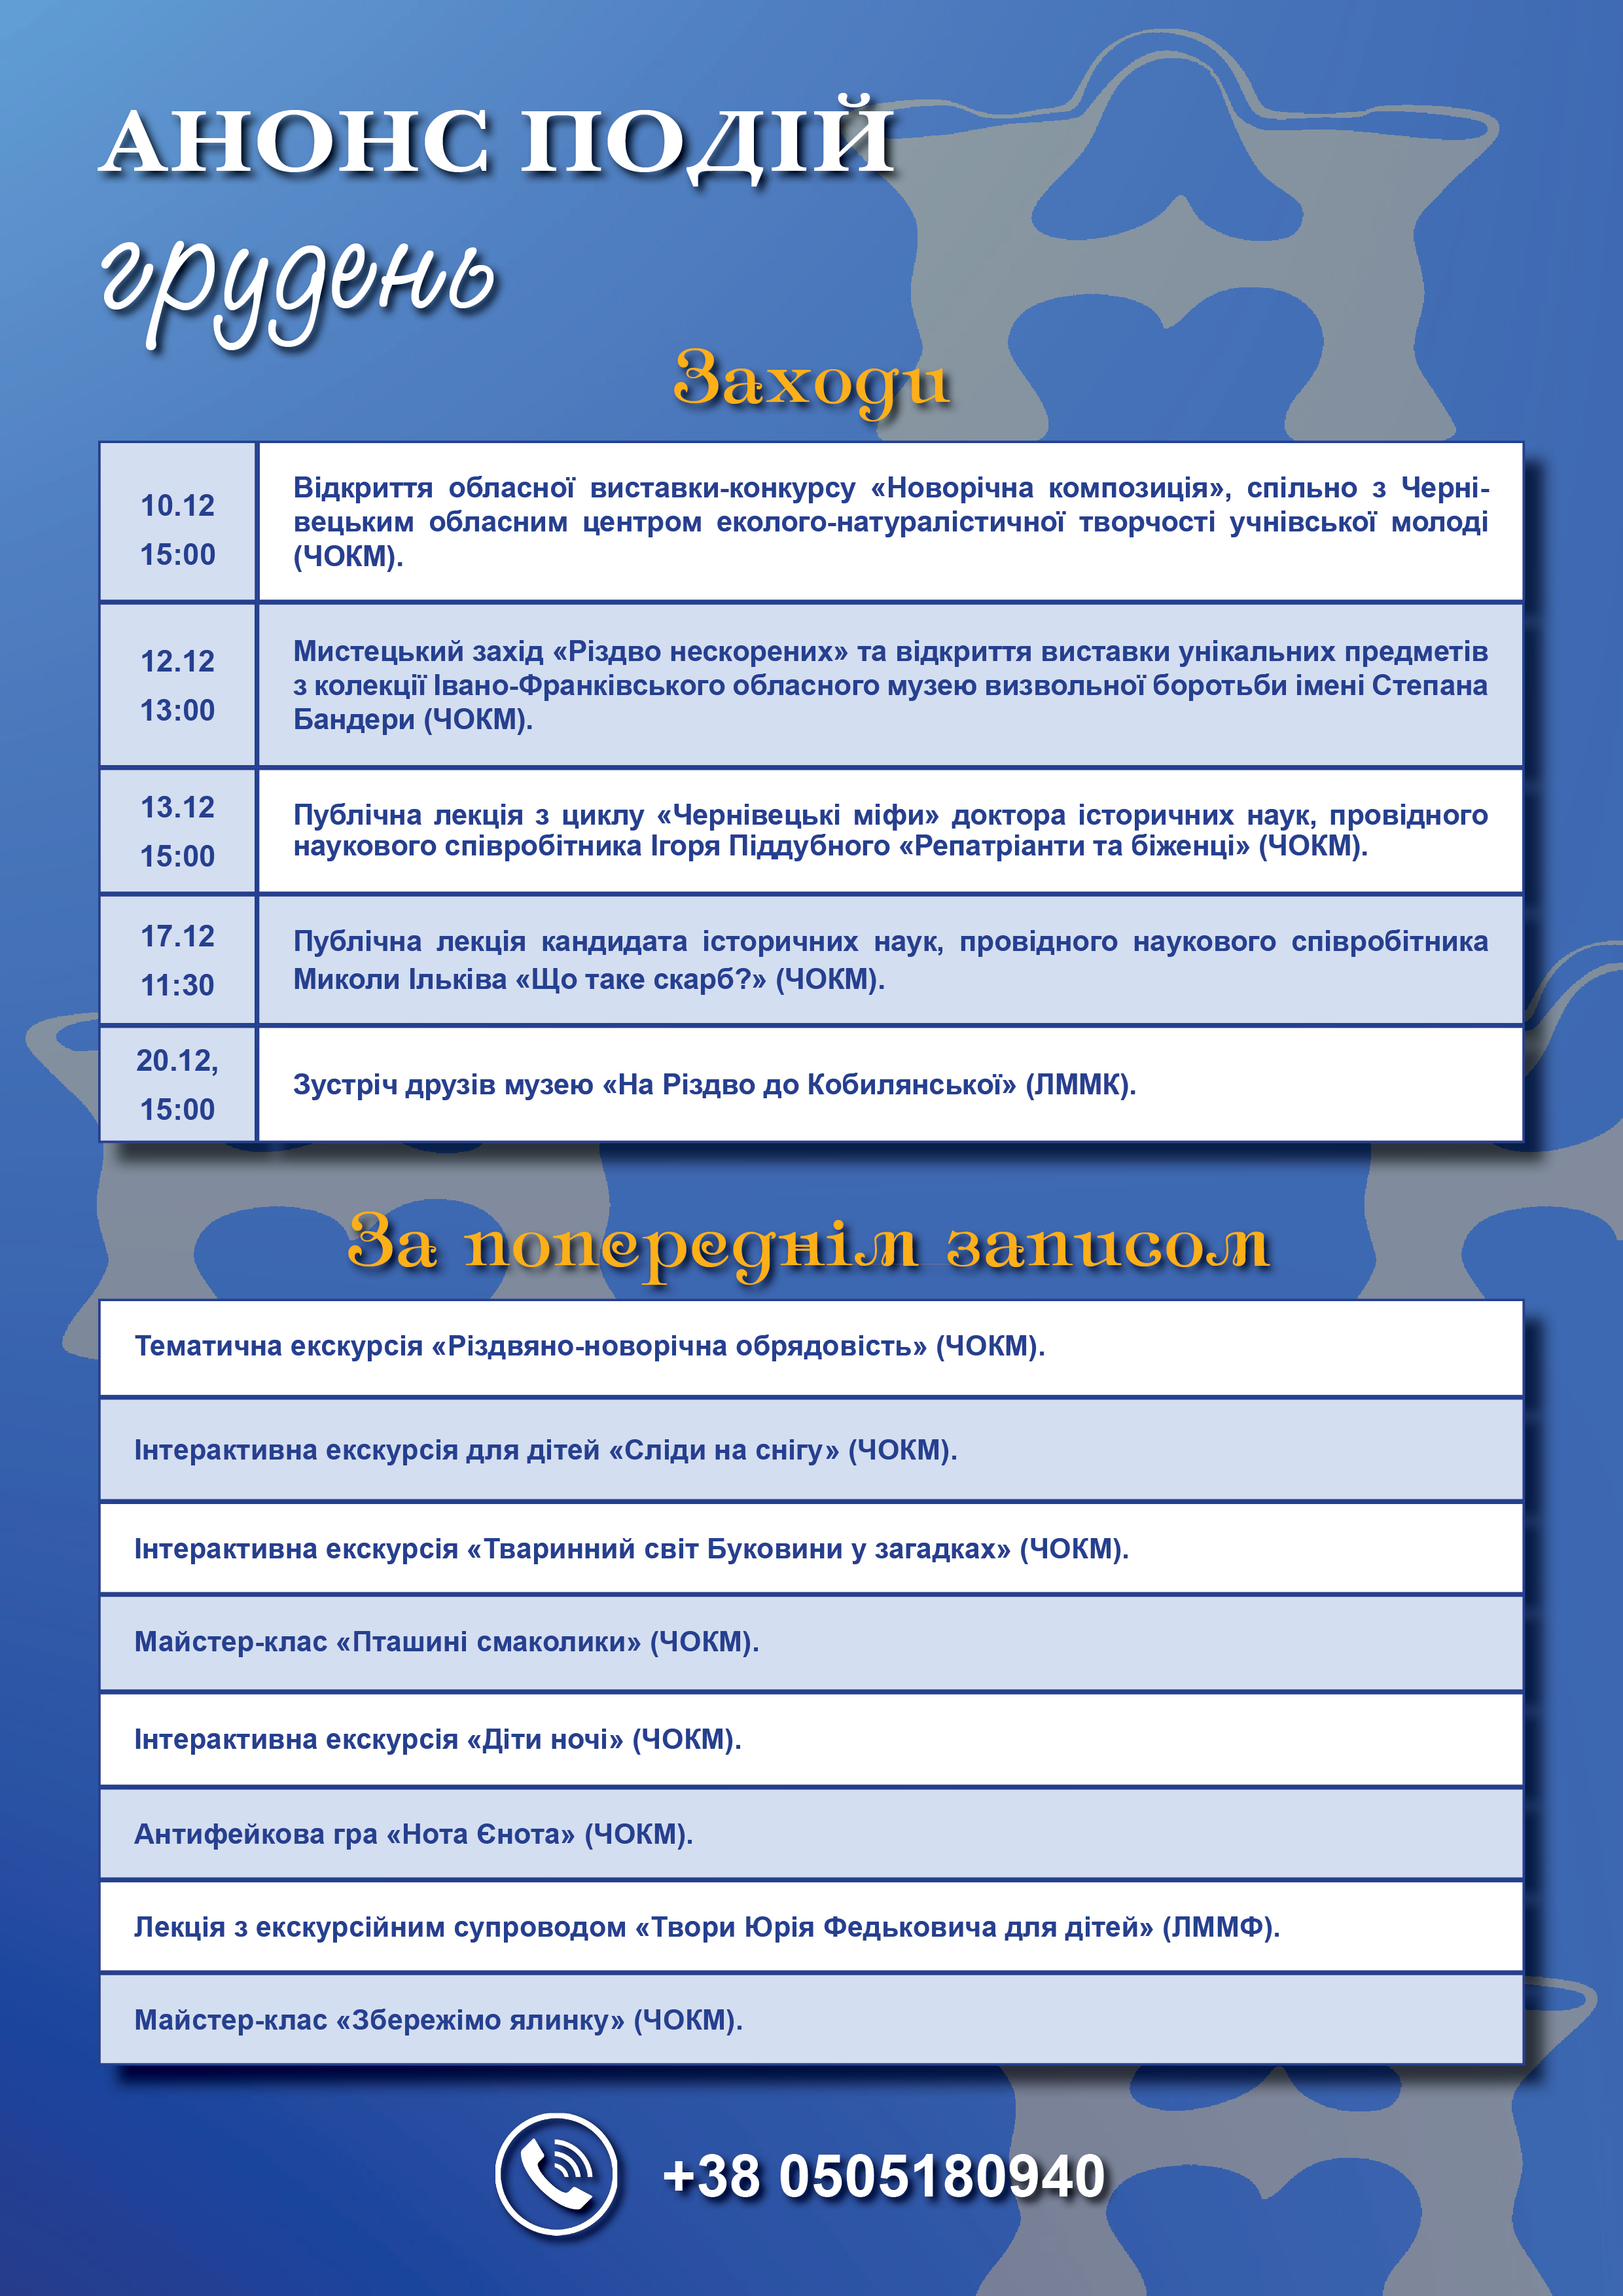 АНОНС ПОДІЙ
грудень
Заходи
10.12
15:00
Відкриття обласної виставки-конкурсу «Новорічна композиція», спільно з Черні-
вецьким обласним центром еколого-натуралістичної творчості учнівської молоді
(ЧОКМ).
12.12
13:00
Мистецький захід «Різдво нескорених» та відкриття виставки унікальних предметів
з колекції Івано-Франківського обласного музею визвольної боротьби імені Степана
Бандери (ЧОКМ).
13.12
15:00
Публічна лекція з циклу «Чернівецькі міфи» доктора історичних наук, провідного
наукового співробітника Ігоря Піддубного «Репатріанти та біженці» (ЧОКМ).
17.12
11:30
Публічна лекція кандидата історичних наук, провідного наукового співробітника
Миколи Ільківа «Що таке скарб?» (ЧОКМ).
20.12,
15:00
Зустріч друзів музею «На Різдво до Кобилянської» (ЛММК).
За попереднім записом
Тематична екскурсія «Різдвяно-новорічна обрядовість» (ЧОКМ).
Інтерактивна екскурсія для дітей «Сліди на снігу» (ЧОКМ).
Інтерактивна екскурсія «Тваринний світ Буковини у загадках» (ЧОКМ).
Майстер-клас «Пташині смаколики» (ЧОКМ).
Інтерактивна екскурсія «Діти ночі» (ЧОКМ).
Антифейкова гра «Нота Єнота» (ЧОКМ).
Лекція з екскурсійним супроводом «Твори Юрія Федьковича для дітей» (ЛММФ).
Майстер-клас «Збережімо ялинку» (ЧОКМ).
+38 0505180940